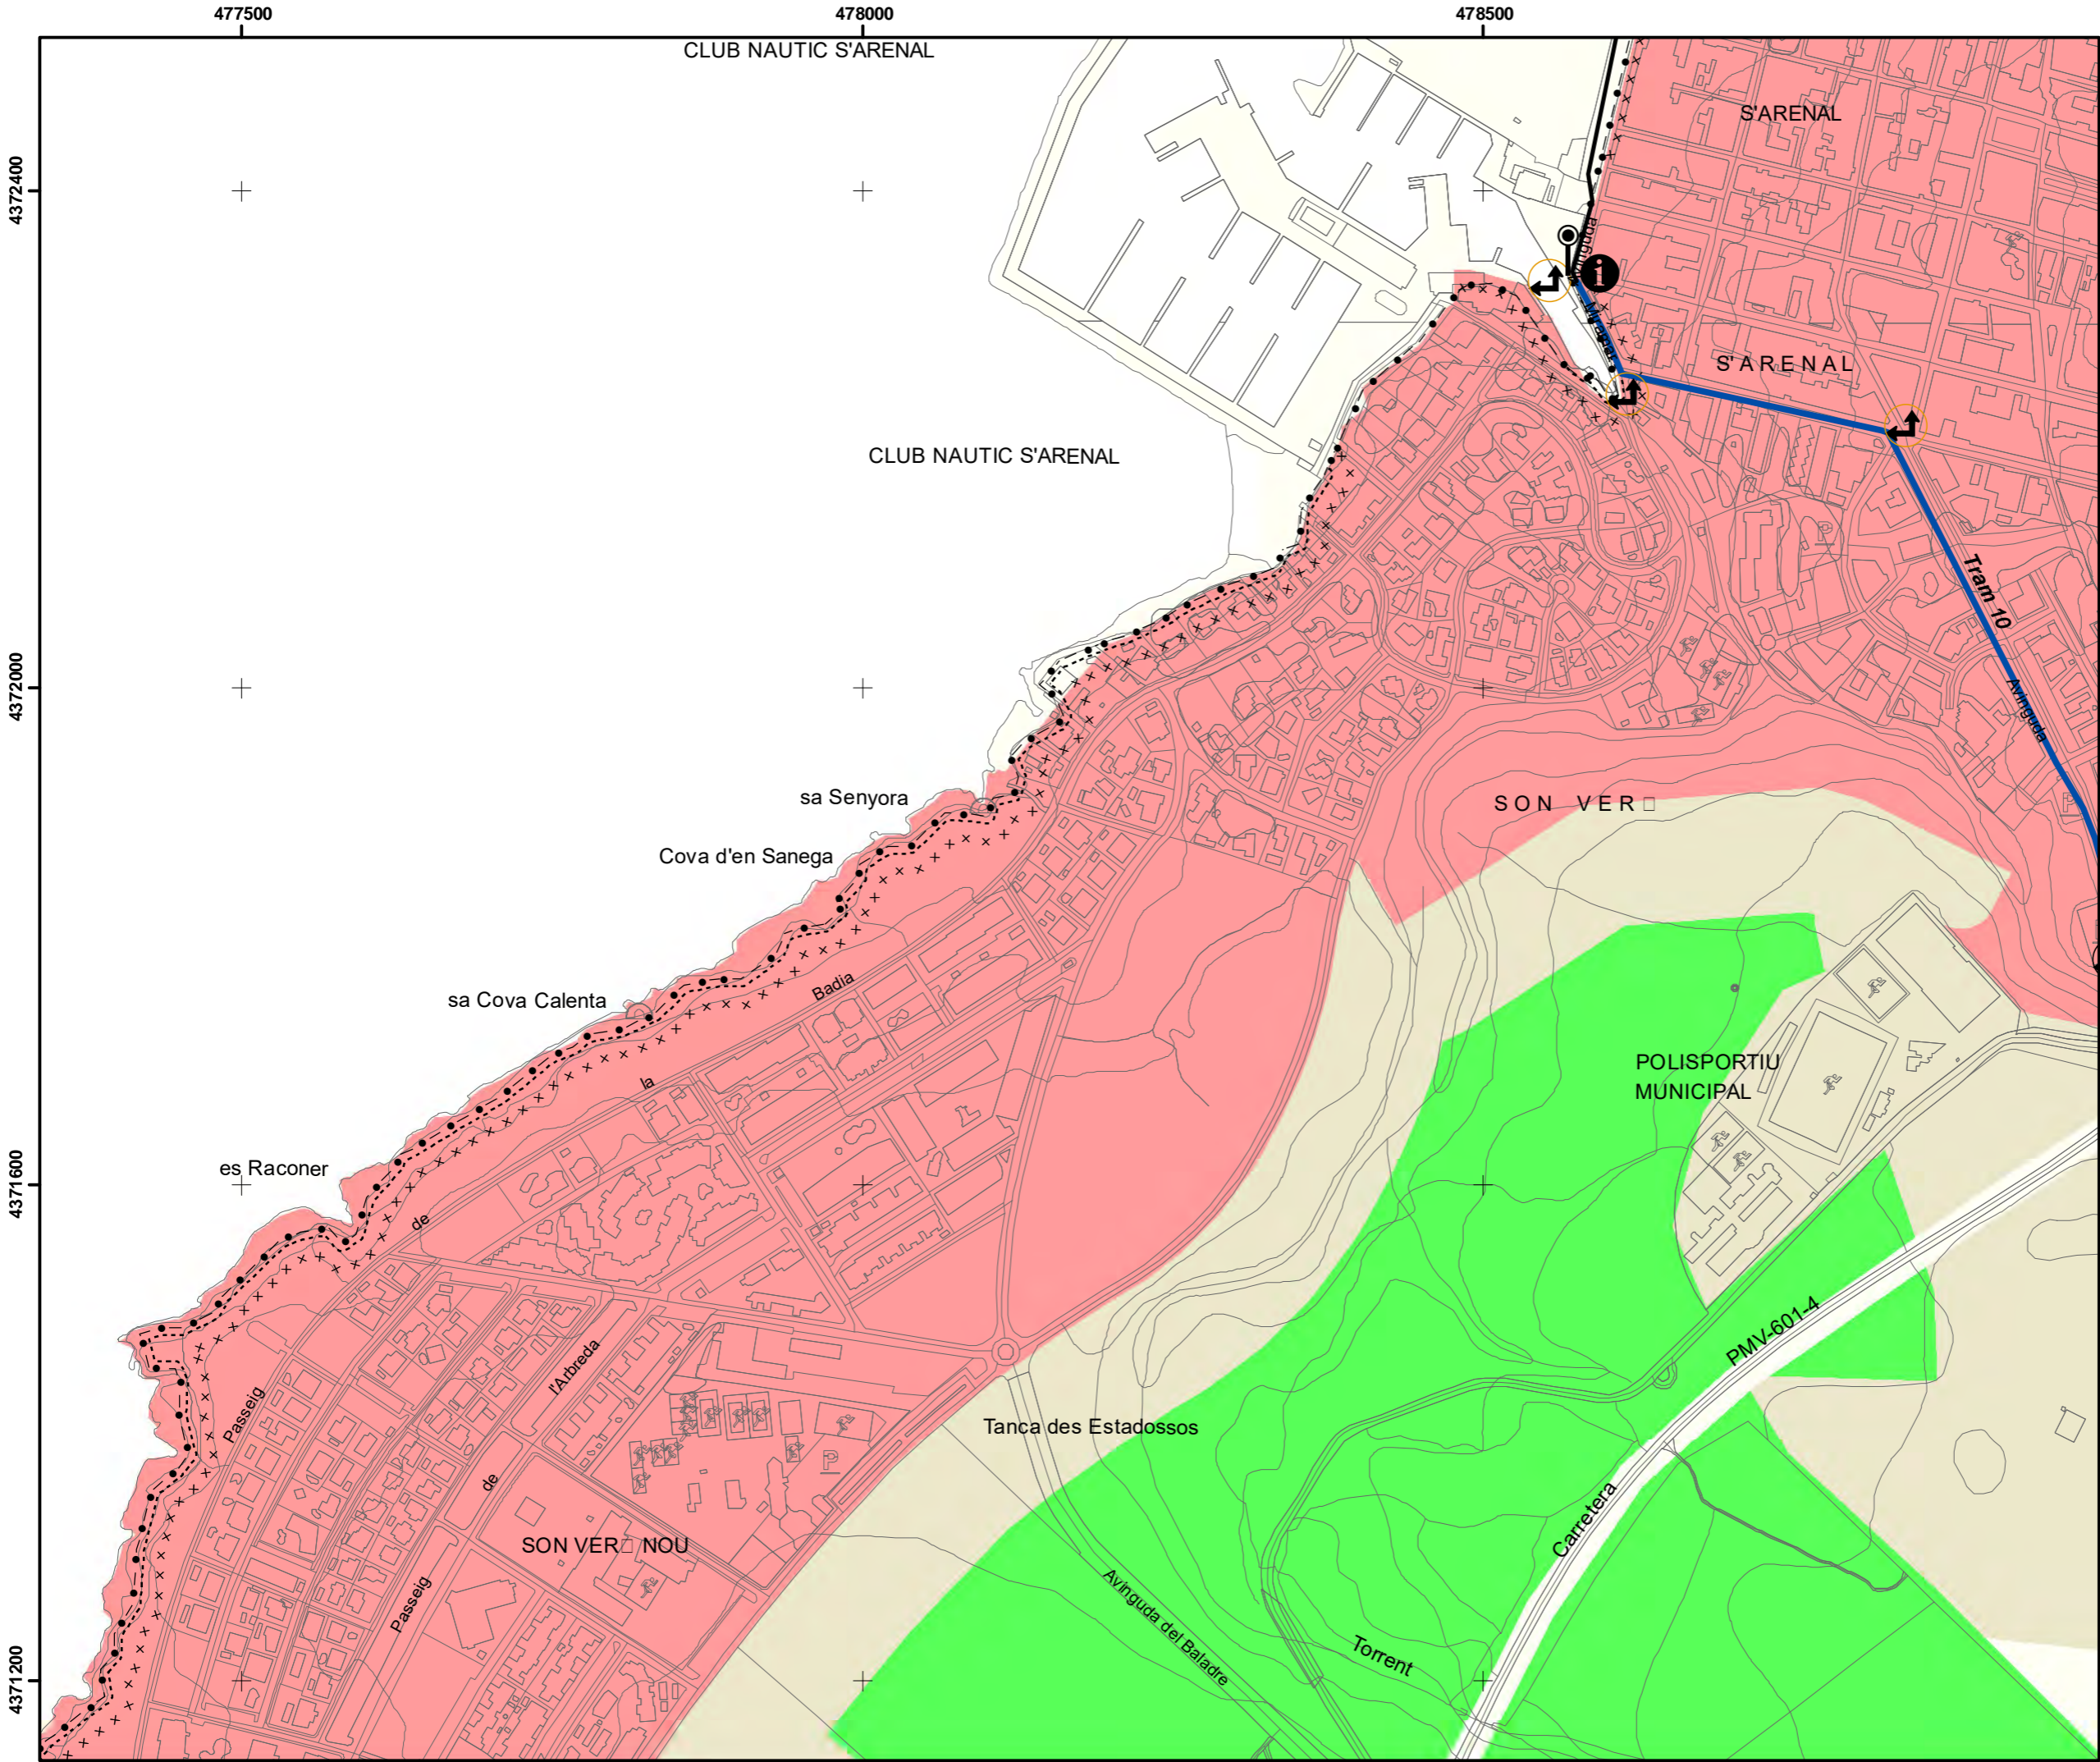 477500
478000
478500
CLUB NAUTIC S'ARENAL
S'ARENAL
4372400
Avinguda
Miramar
S'ARENAL
CLUB NAUTIC S'ARENAL
P
Tram 10
4372000
Avinguda
sa Senyora
SON VER□
P
Cova d'en Sanega
Badia
sa Cova Calenta
la
POLISPORTIU
MUNICIPAL
es Raconer
4371600
de
PMV-601-4
l'Arbreda
Passeig
Tanca des Estadossos
P
de
Carretera
SON VER□ NOU
Passeig
Avinguda del Baladre
Torrent
4371200